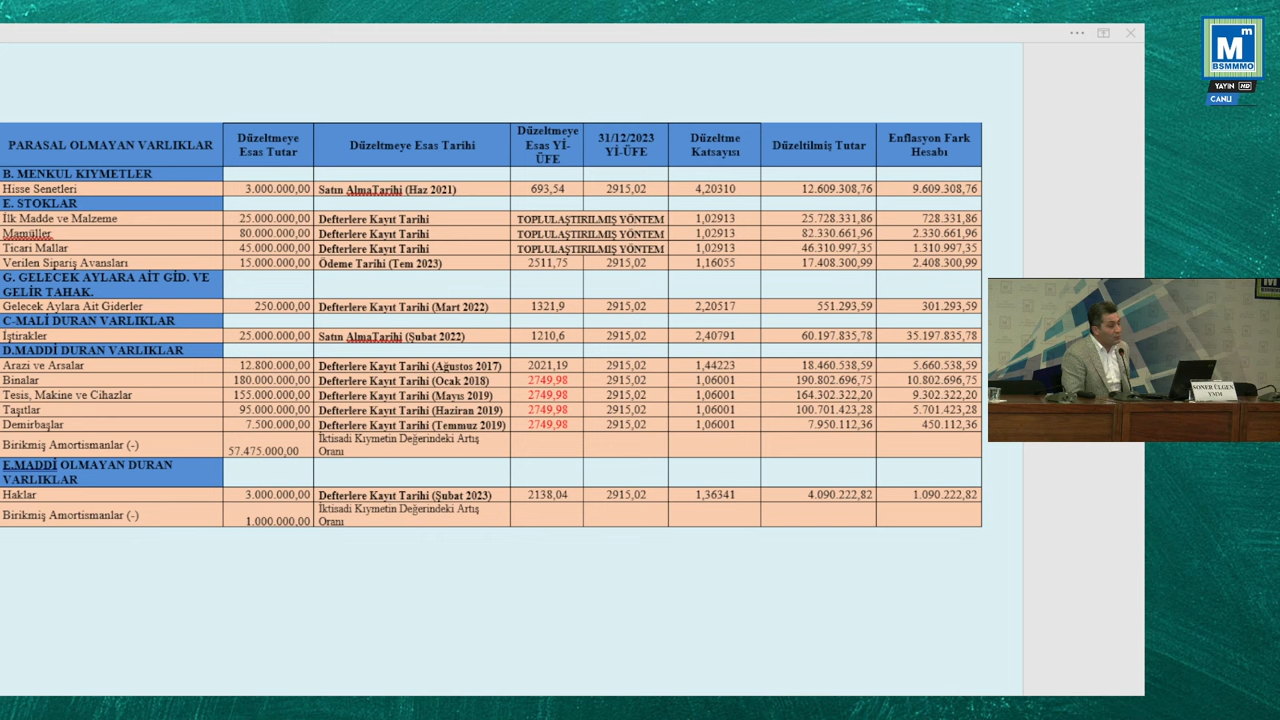 m
M
BSMMMO
YAYIN HD
CANLI
PARASAL OLMAYAN VARLIKLAR Düzeltmeye Esas Tutar Düzeltmeye Esas Tarihi Düzeltmeye Esas Yİ-ÜFE 31/12/2023 Yİ-ÜFE Düzeltme Katsayısı Düzeltilmiş Tutar Enflasyon Fark Hesabı
B. MENKUL KIYMETLER
Hisse Senetleri 3.000.000,00 Satın AlmaTarihi (Haz 2021) 693,54 2915,02 4,20310 12.609.308,76 9.609.308,76
E. STOKLAR
İlk Madde ve Malzeme 25.000.000,00 Defterlere Kayıt Tarihi TOPLULAŞTIRILMIŞ YÖNTEM 1,02913 25.728.331,86 728.331,86
Mamüller 80.000.000,00 Defterlere Kayıt Tarihi TOPLULAŞTIRILMIŞ YÖNTEM 1,02913 82.330.661,96 2.330.661,96
Ticari Mallar 45.000.000,00 Defterlere Kayıt Tarihi TOPLULAŞTIRILMIŞ YÖNTEM 1,02913 46.310.997,35 1.310.997,35
Verilen Sipariş Avansları 15.000.000,00 Ödeme Tarihi (Tem 2023) 2511,75 2915,02 1,16055 17.408.300,99 2.408.300,99
G. GELECEK AYLARA AİT GİD. VE
GELİR TAHAK.
Gelecek Aylara Ait Giderler 250.000,00 Defterlere Kayıt Tarihi (Mart 2022) 1321,9 2915,02 2,20517 551.293,59 301.293,59
C-MALİ DURAN VARLIKLAR
İştirakler 25.000.000,00 Satın AlmaTarihi (Şubat 2022) 1210,6 2915,02 2,40791 60.197.835,78 35.197.835,78
D.MADDİ DURAN VARLIKLAR
Arazi ve Arsalar 12.800.000,00 Defterlere Kayıt Tarihi (Ağustos 2017) 2021,19 2915,02 1,44223 18.460.538,59 5.660.538,59
Binalar 180.000.000,00 Defterlere Kayıt Tarihi (Ocak 2018) 2749,98 2915,02 1,06001 190.802.696,75 10.802.696,75
Tesis, Makine ve Cihazlar 155.000.000,00 Defterlere Kayıt Tarihi (Mayıs 2019) 2749,98 2915,02 1,06001 164.302.322,20 9.302.322,20
Taşıtlar 95.000.000,00 Defterlere Kayıt Tarihi (Haziran 2019) 2749,98 2915,02 1,06001 100.701.423,28 5.701.423,28
Demirbaşlar 7.500.000,00 Defterlere Kayıt Tarihi (Temmuz 2019) 2749,98 2915,02 1,06001 7.950.112,36 450.112,36
Birikmiş Amortismanlar (-) 57.475.000,00 İktisadi Kıymetin Değerindeki Artış Oranı
E.MADDİ OLMAYAN DURAN
VARLIKLAR
Haklar 3.000.000,00 Defterlere Kayıt Tarihi (Şubat 2023) 2138,04 2915,02 1,36341 4.090.222,82 1.090.222,82
Birikmiş Amortismanlar (-) 1.000.000,00 İktisadi Kıymetin Değerindeki Artış Oranı
SONER ÜLGEN
YMM